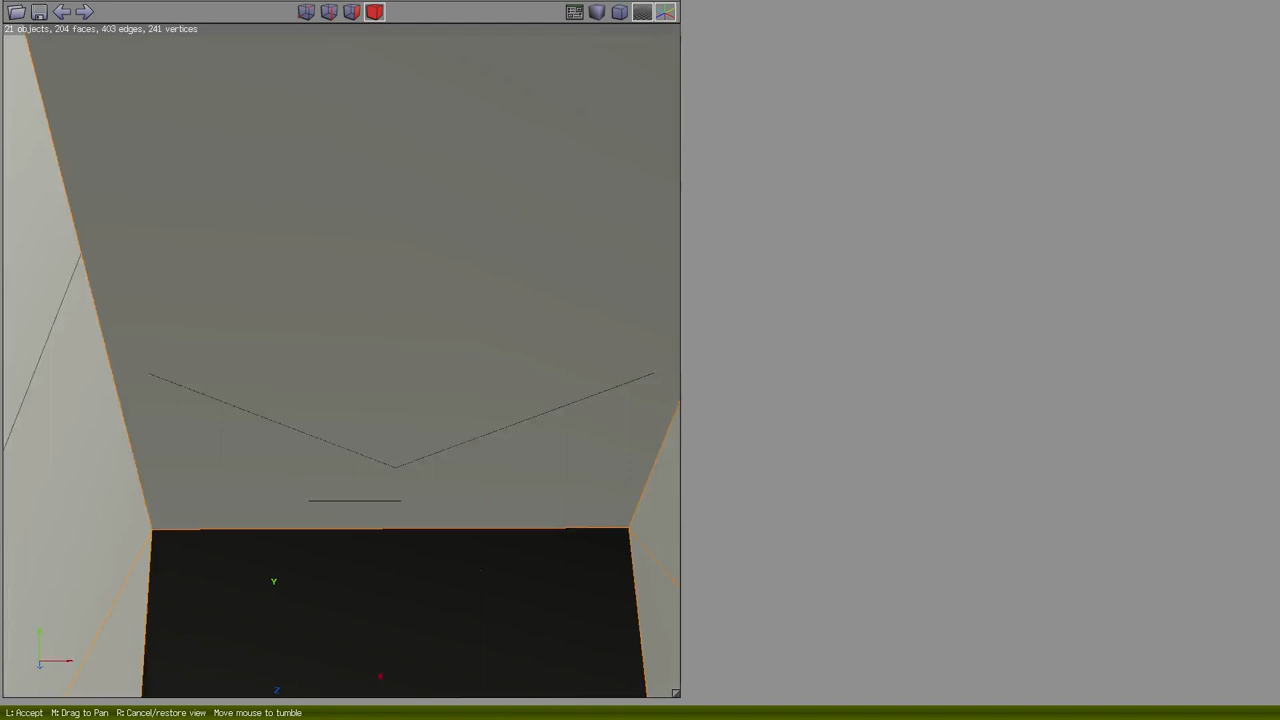 21 objects, 204 faces, 403 edges, 241 vertices
Y
X
Z
L: Accept   M: Drag to Pan   R: Cancel/restore view   Move mouse to tumble